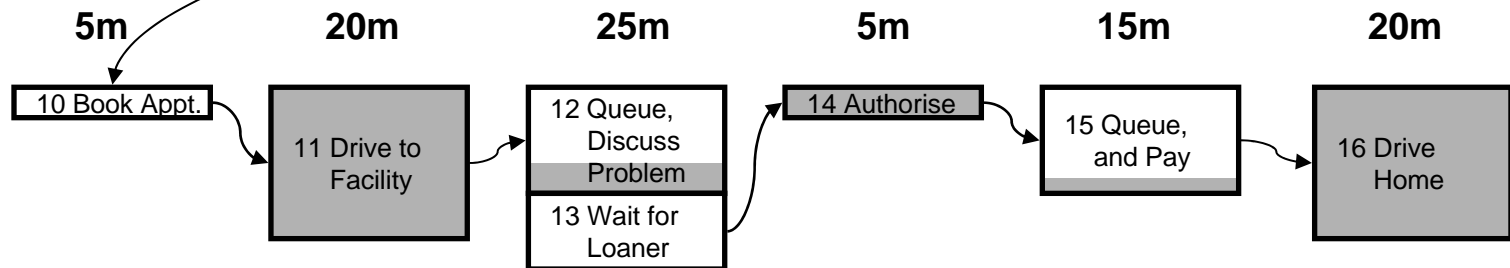 5m 20m 25m 5m 15m 20m
10 Book Appt.
11 Drive to
Facility
12 Queue,
Discuss
Problem
13 Wait for
Loaner
14 Authorise
15 Queue,
and Pay
16 Drive
Home